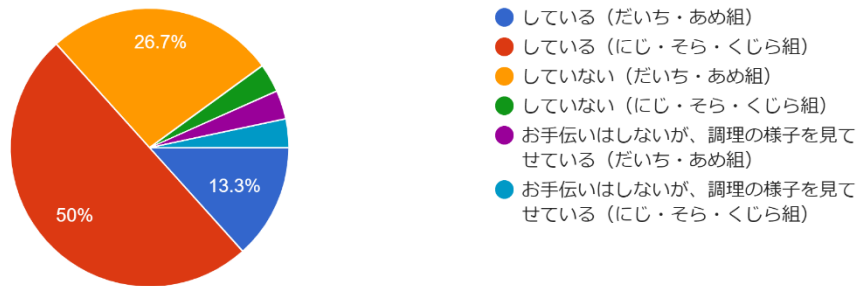 26.7%
13.3%
50%
している（だいち・あめ組）
している（にじ・そら・くじら組）
していない（だいち・あめ組）
していない（にじ・そら・くじら組）
お手伝いはしないが、調理の様子を見て
せている（だいち・あめ組）
お手伝いはしないが、調理の様子を見て
せている（にじ・そら・くじら組）